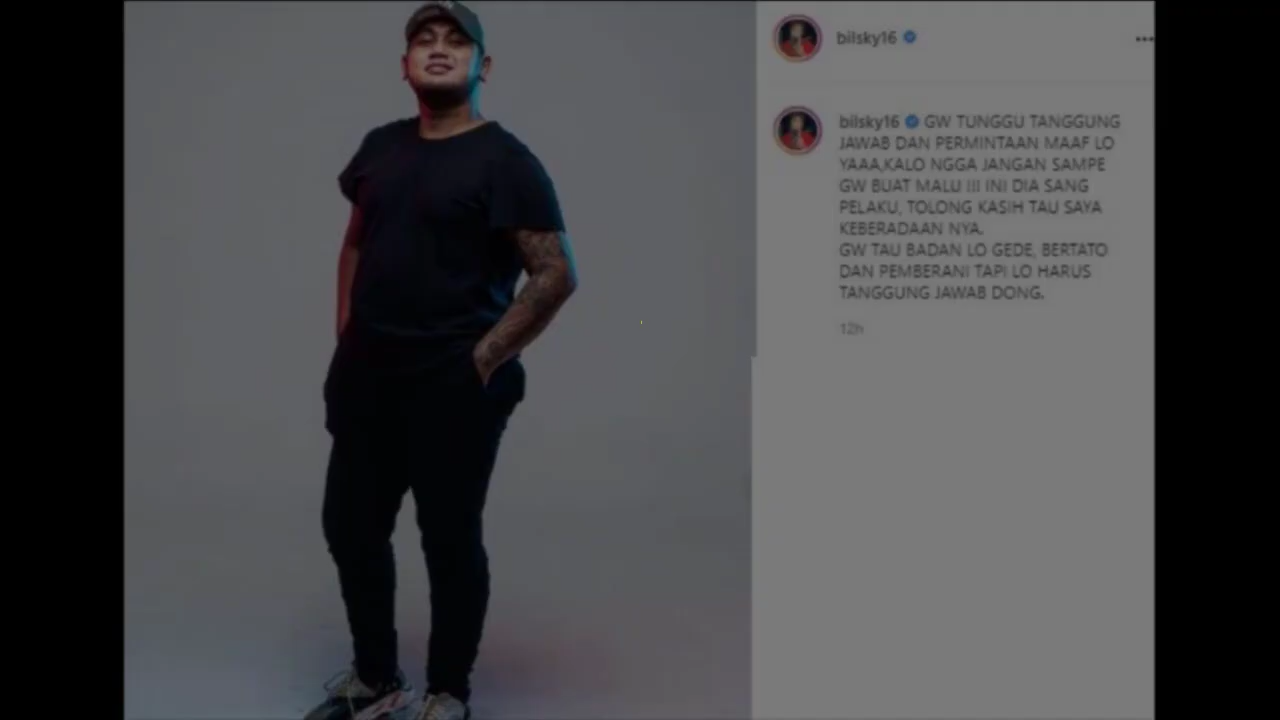 bilsky16
bilsky16 GW TUNGGU TANGGUNG
JAWAB DAN PERMINTAAN MAAF LO
YAAA,KALO NGGA JANGAN SAMPE
GW BUAT MALU !!! INI DIA SANG
PELAKU, TOLONG KASIH TAU SAYA
KEBERADAAN NYA.
GW TAU BADAN LO GEDE, BERTATO
DAN PEMBERANI TAPI LO HARUS
TANGGUNG JAWAB DONG.
12h